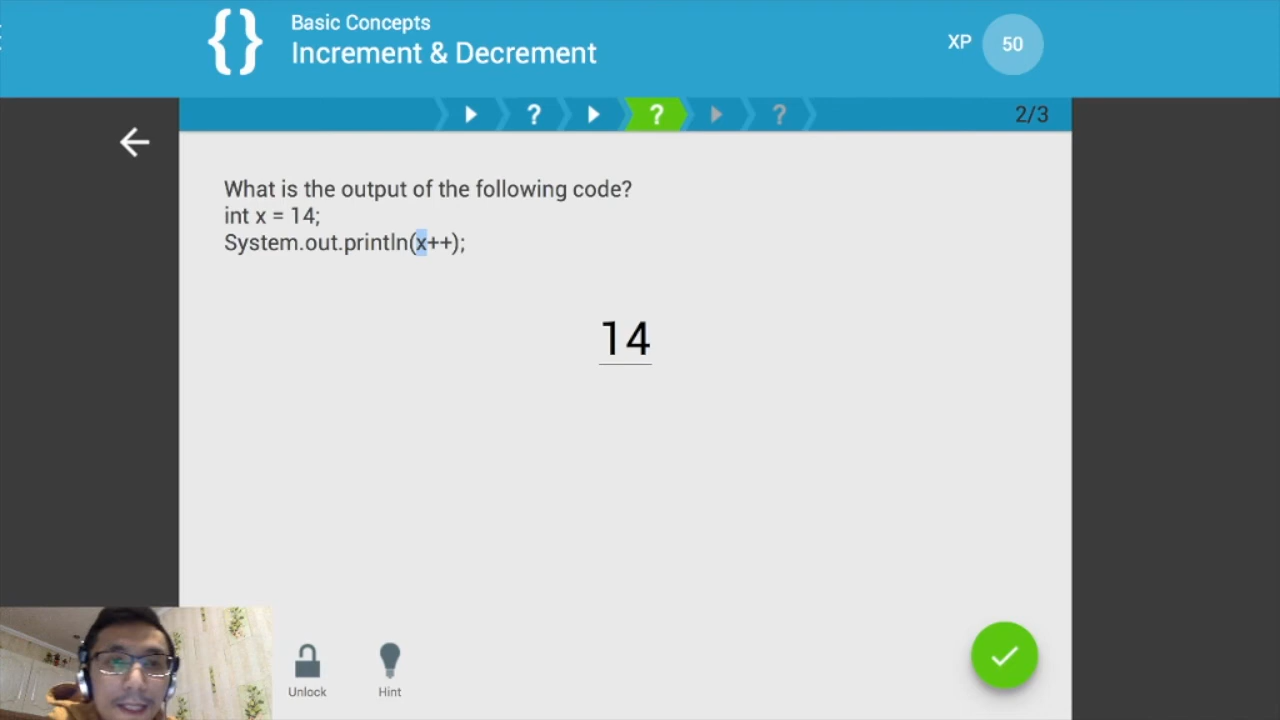 Basic Concepts
Increment & Decrement
XP 50
? ? ?
2/3
What is the output of the following code?
int x = 14;
System.out.println(x++);
14
Unlock Hint